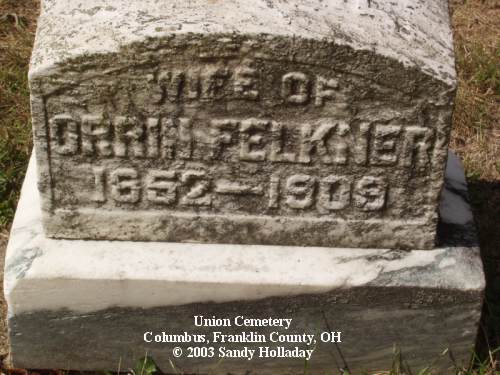 WIFE OF
ORRIN FELKNER
1852–1909
Union Cemetery
Columbus, Franklin County, OH
© 2003 Sandy Holladay